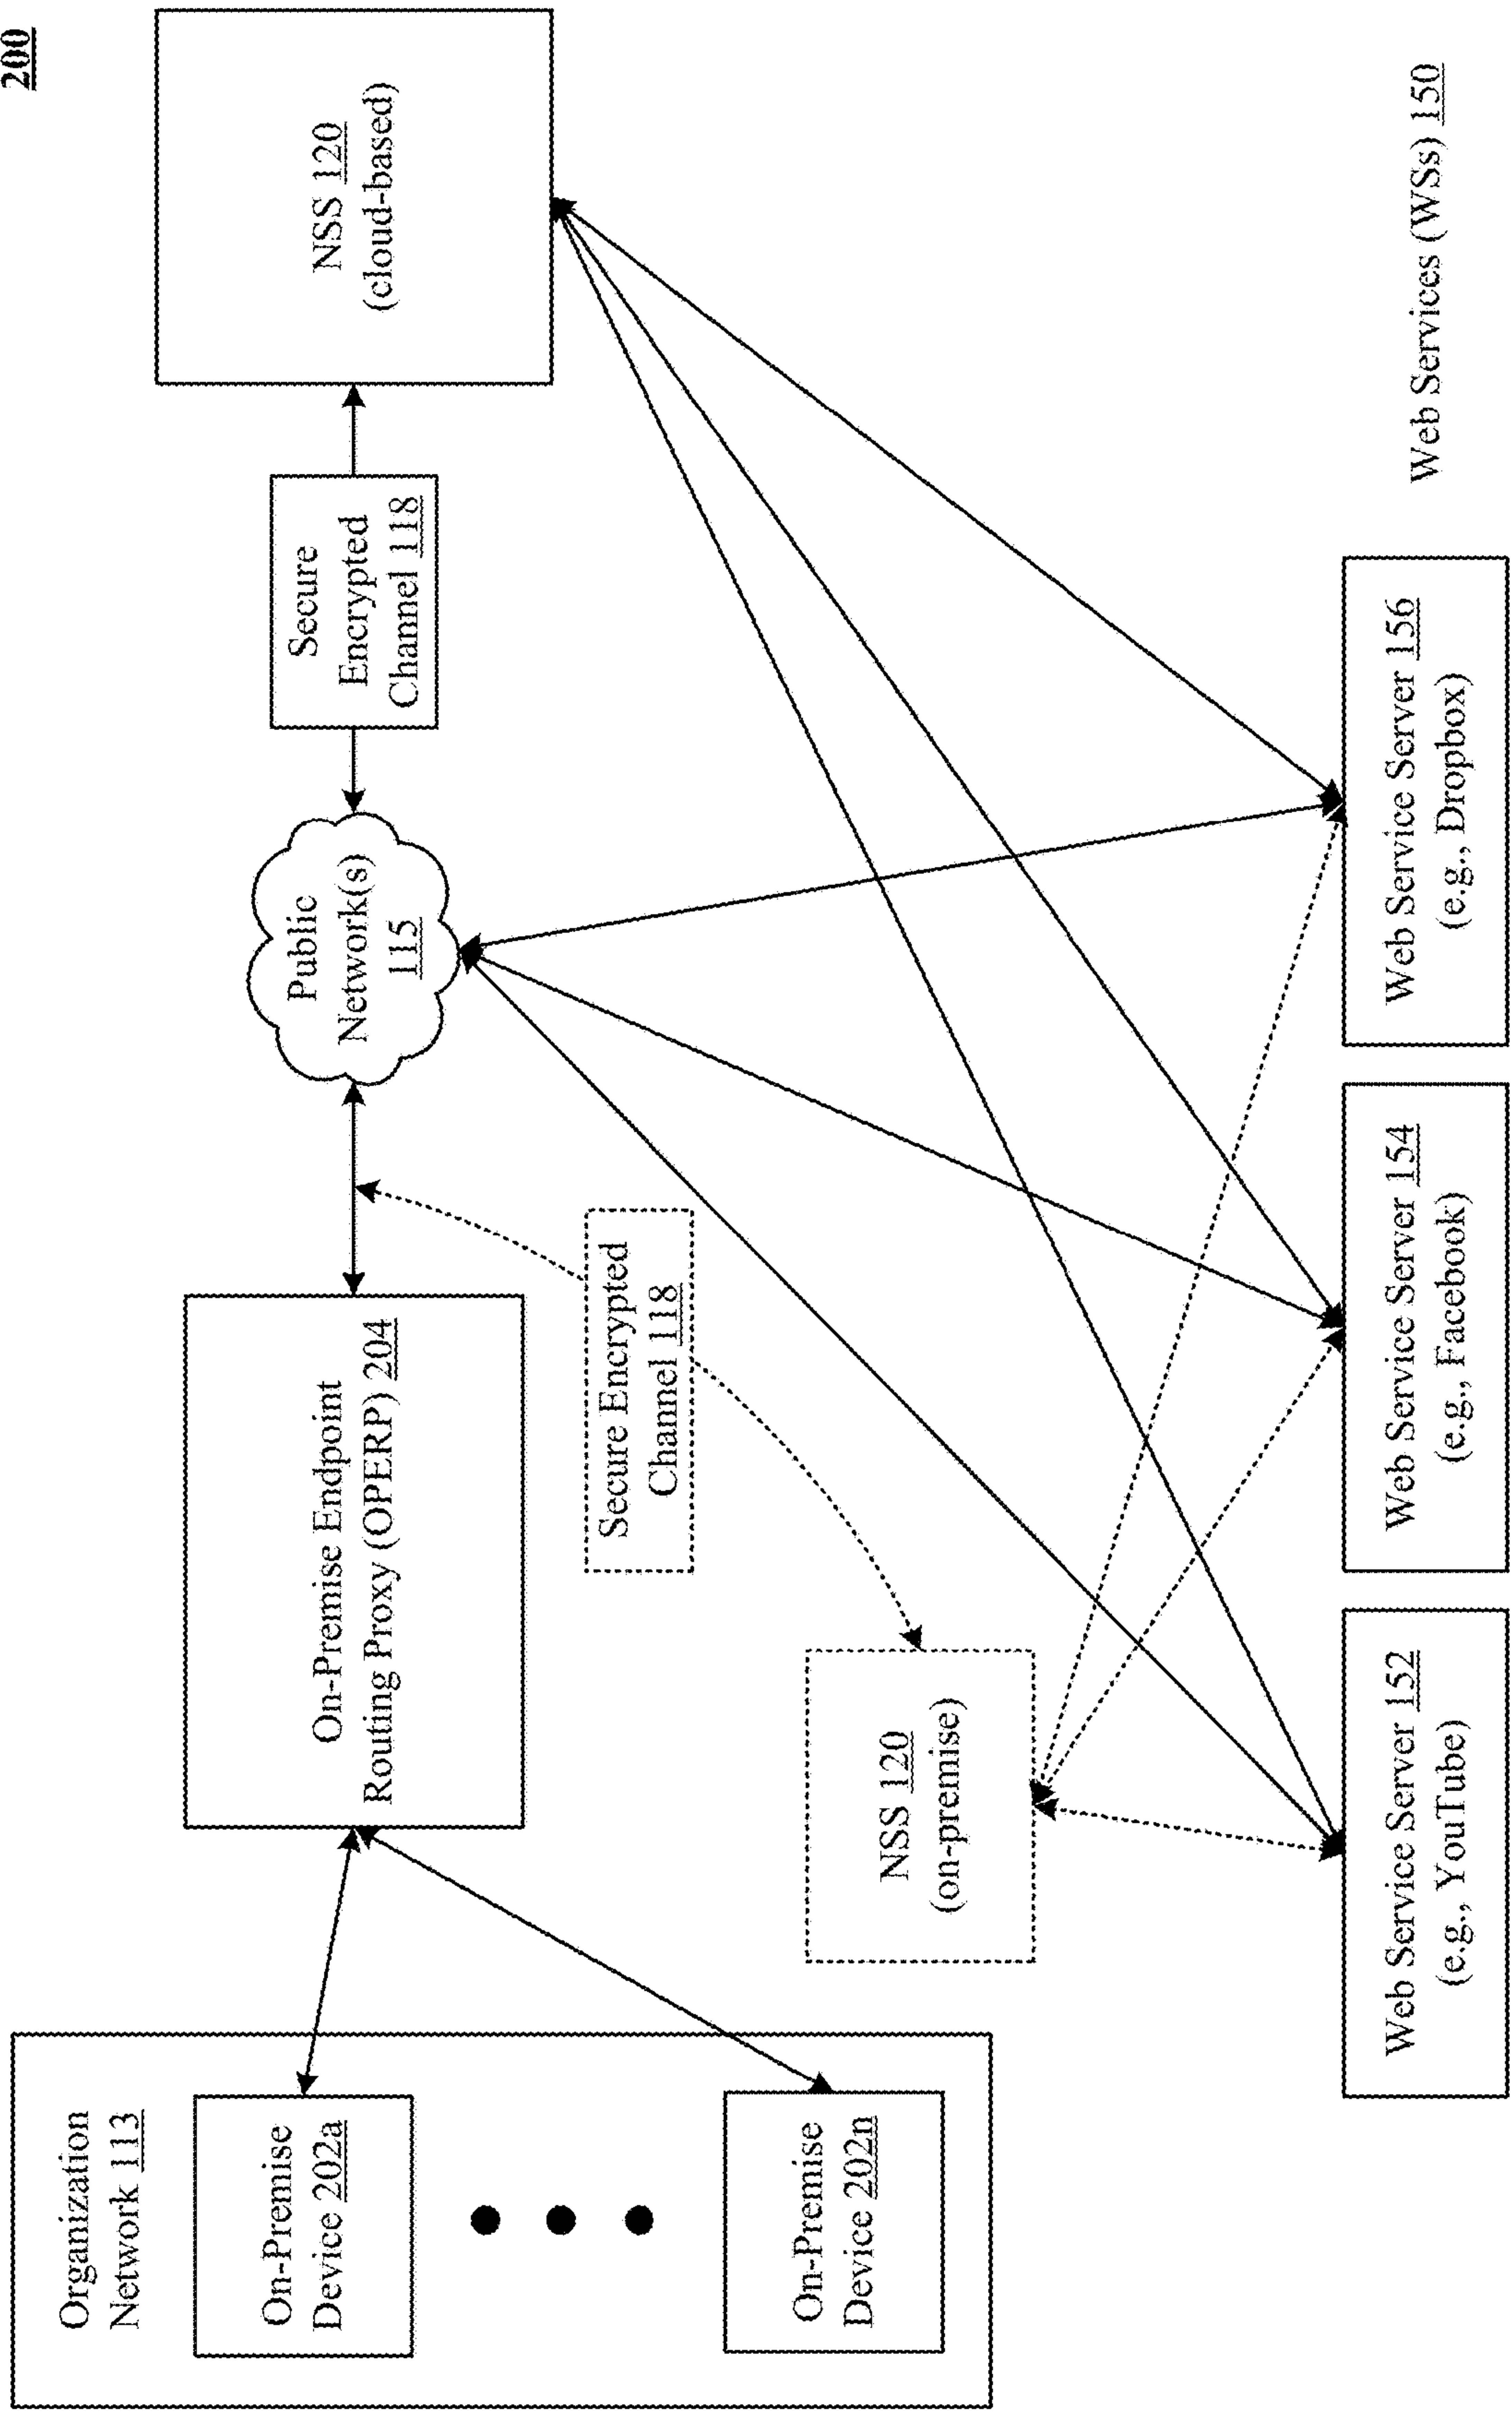 200
Organization
Network 113
On-Premise
Device 202a
On-Premise
Device 202n
On-Premise Endpoint
Routing Proxy (OPERP) 204
Public
Network(s)
115
Secure
Encrypted
Channel 118
NSS 120
(cloud-based)
Secure Encrypted
Channel 118
NSS 120
(on-premise)
Web Service Server 152
(e.g., YouTube)
Web Service Server 154
(e.g., Facebook)
Web Service Server 156
(e.g., Dropbox)
Web Services (WSs) 150